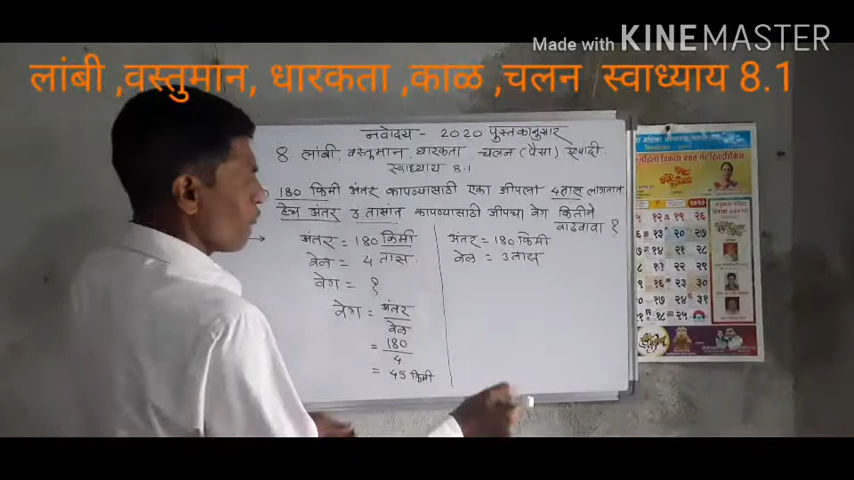 Made with KINEMASTER
लांबी ,वस्तुमान, धारकता ,काळ ,चलन स्वाध्याय 8.1
नवोदय - 2020 पुस्तकानुसार
8. लांबी, वस्तुमान, धारकता चलन (पैसा) इत्यादी.
स्वाध्याय 8.1
180 किमी अंतर कापण्यासाठी एका जीपला 4 तास लागतात.
हेच अंतर 3 तासांत कापण्यासाठी जीपचा वेग कितीने
वाढवावा ?
→ अंतर = 180 किमी
वेळ = 4 तास.
वेग = ?
वेग = अंतर
वेळ
= 180
4
= 45 किमी
अंतर = 180 किमी
वेळ = 3 तास